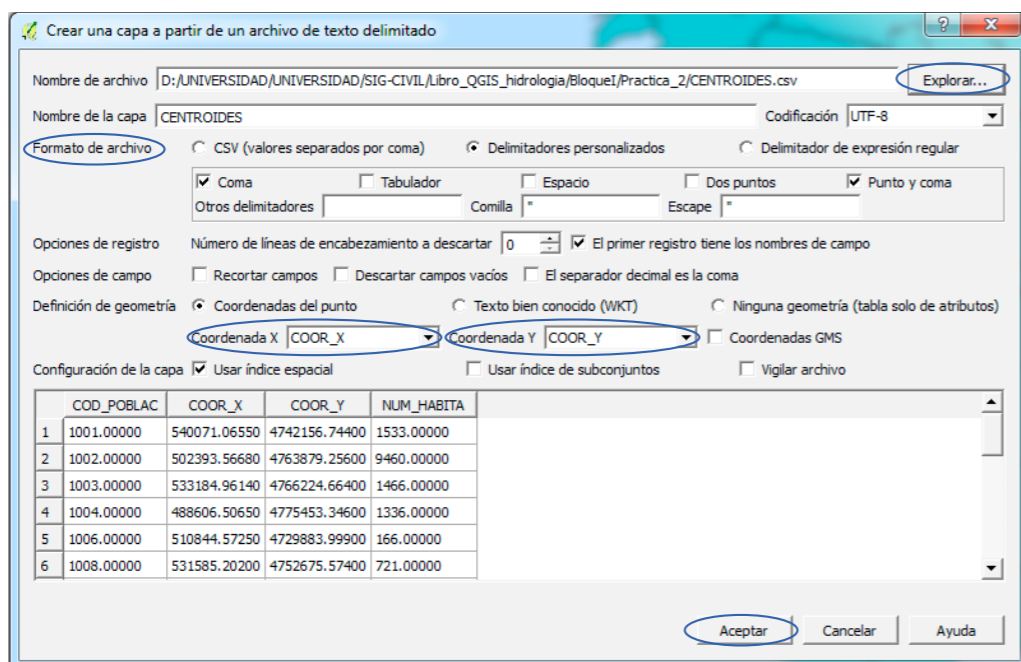 Crear una capa a partir de un archivo de texto delimitado
Nombre de archivo D:/UNIVERSIDAD/UNIVERSIDAD/SIG-CIVIL/Libro_QGIS_hidrologia/BloqueI/Practica_2/CENTROIDES.csv Explorar...
Nombre de la capa CENTROIDES Codificación UTF-8
Formato de archivo CSV (valores separados por coma) Delimitadores personalizados Delimitador de expresión regular
Coma Tabulador Espacio Dos puntos Punto y coma
Otros delimitadores Comilla " Escape "
Opciones de registro Número de líneas de encabezamiento a descartar 0 El primer registro tiene los nombres de campo
Opciones de campo Recortar campos Descartar campos vacíos El separador decimal es la coma
Definición de geometría Coordenadas del punto Texto bien conocido (WKT) Ninguna geometría (tabla solo de atributos)
Coordenada X COOR_X Coordenada Y COOR_Y Coordenadas GMS
Configuración de la capa Usar índice espacial Usar índice de subconjuntos Vigilar archivo
COD_POBLAC COOR_X COOR_Y NUM_HABITA
1 1001.00000 540071.06550 4742156.74400 1533.00000
2 1002.00000 502393.56680 4763879.25600 9460.00000
3 1003.00000 533184.96140 4766224.66400 1466.00000
4 1004.00000 488606.50650 4775453.34600 1336.00000
5 1006.00000 510844.57250 4729883.99900 166.00000
6 1008.00000 531585.20200 4752675.57400 721.00000
Aceptar Cancelar Ayuda